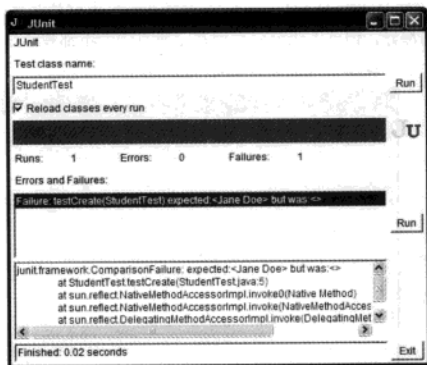 J JUnit
JUnit
Test class name:
StudentTest
Run
Reload classes every run
JU
Runs: 1 Errors: 0 Failures: 1
Errors and Failures:
Failure: testCreate(StudentTest) expected:<Jane Doe> but was <>
Run
junit.framework.ComparisonFailure: expected:<Jane Doe> but was:<>
at StudentTest.testCreate(StudentTest.java:5)
at sun.reflect.NativeMethodAccessorImpl.invoke0(Native Method)
at sun.reflect.NativeMethodAccessorImpl.invoke(NativeMethodAcces
at sun.reflect.DelegatingMethodAccessorImpl.invoke(DelegatingMet
Finished: 0.02 seconds
Exit